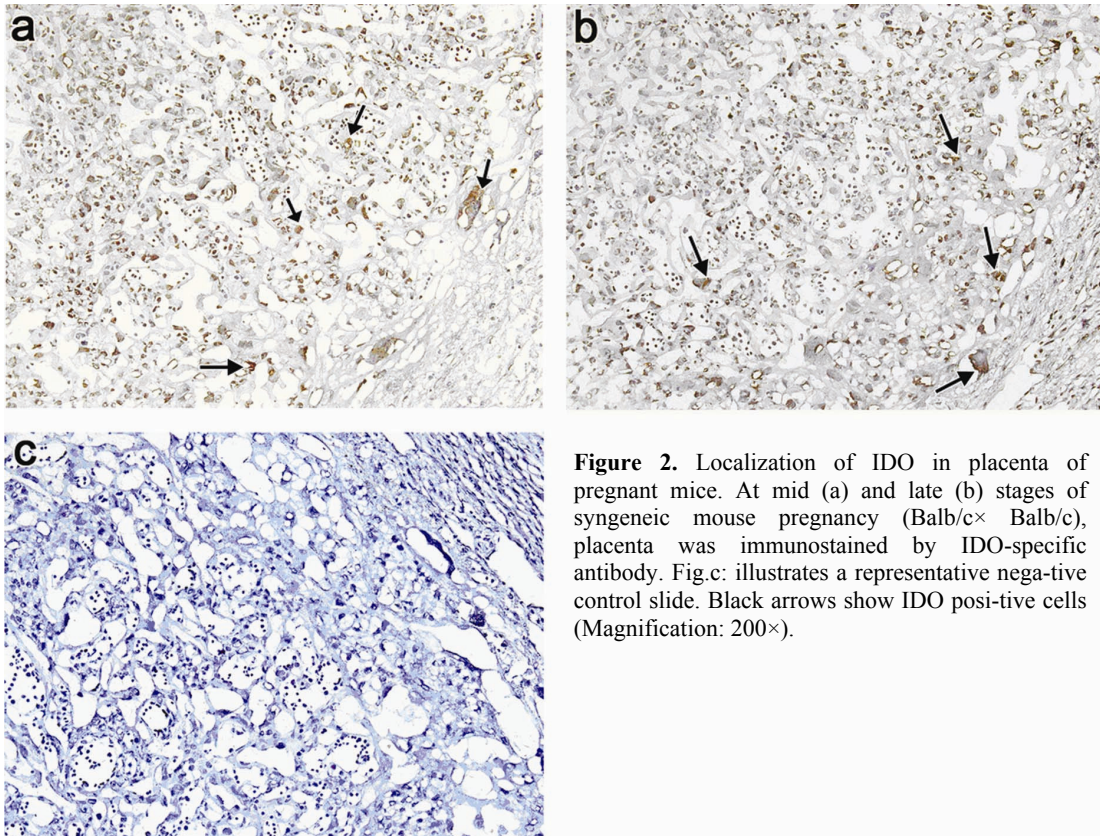 a
b
c
Figure 2. Localization of IDO in placenta of
pregnant mice. At mid (a) and late (b) stages of
syngeneic mouse pregnancy (Balb/c× Balb/c),
placenta was immunostained by IDO-specific
antibody. Fig.c: illustrates a representative nega-tive
control slide. Black arrows show IDO posi-tive cells
(Magnification: 200×).